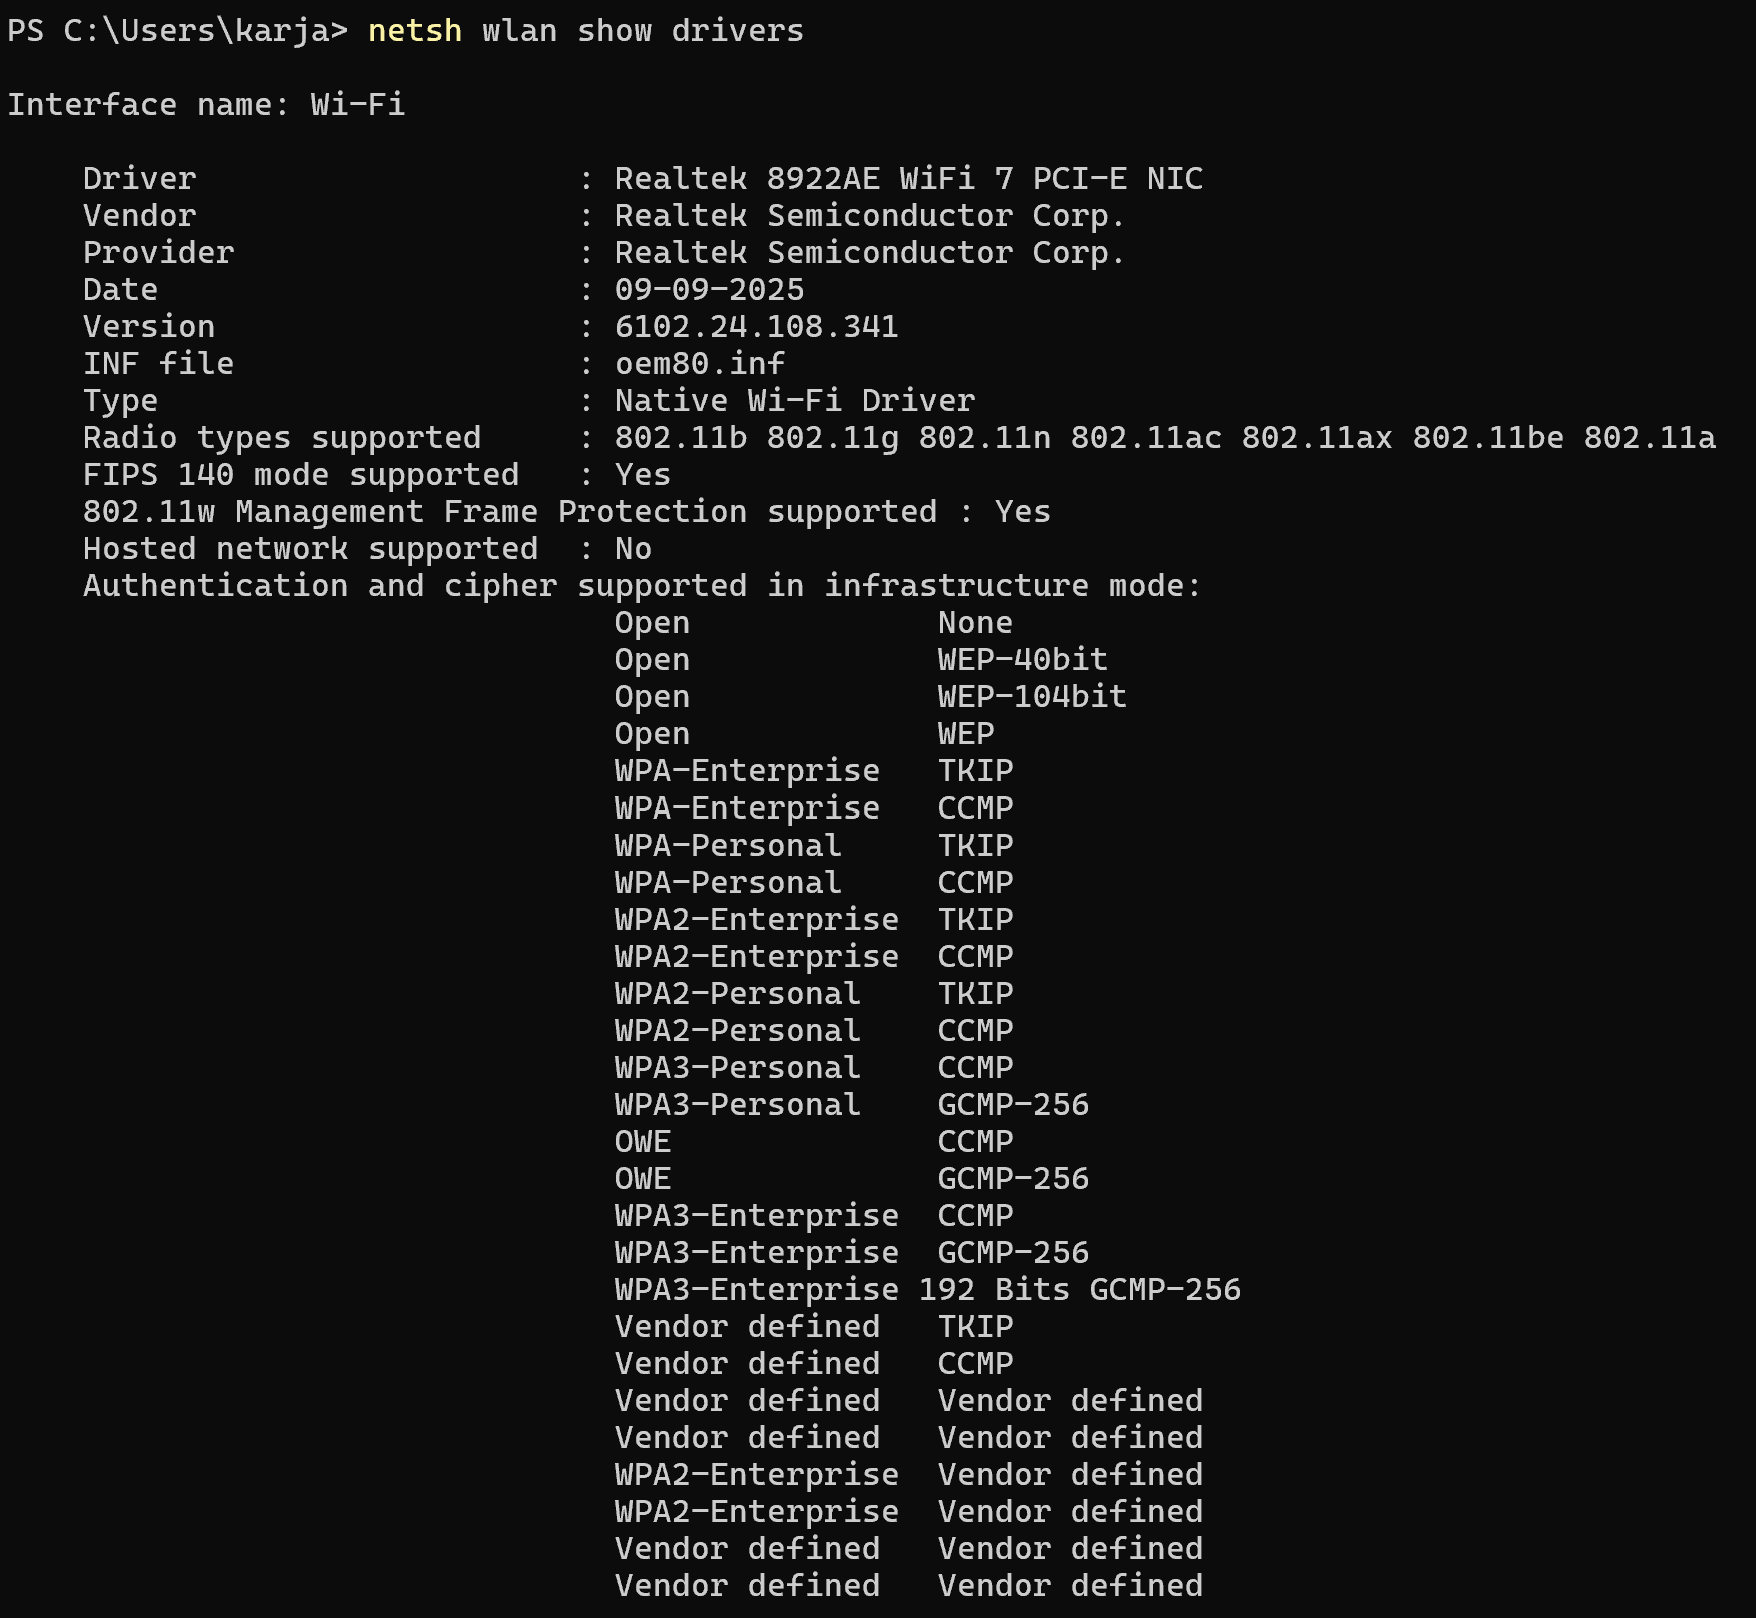 PS C:\Users\karja> netsh wlan show drivers
Interface name: Wi-Fi
Driver : Realtek 8922AE WiFi 7 PCI-E NIC
Vendor : Realtek Semiconductor Corp.
Provider : Realtek Semiconductor Corp.
Date : 09-09-2025
Version : 6102.24.108.341
INF file : oem80.inf
Type : Native Wi-Fi Driver
Radio types supported : 802.11b 802.11g 802.11n 802.11ac 802.11ax 802.11be 802.11a
FIPS 140 mode supported : Yes
802.11w Management Frame Protection supported : Yes
Hosted network supported : No
Authentication and cipher supported in infrastructure mode:
Open None
Open WEP-40bit
Open WEP-104bit
Open WEP
WPA-Enterprise TKIP
WPA-Enterprise CCMP
WPA-Personal TKIP
WPA-Personal CCMP
WPA2-Enterprise TKIP
WPA2-Enterprise CCMP
WPA2-Personal TKIP
WPA2-Personal CCMP
WPA3-Personal CCMP
WPA3-Personal GCMP-256
OWE CCMP
OWE GCMP-256
WPA3-Enterprise CCMP
WPA3-Enterprise GCMP-256
WPA3-Enterprise 192 Bits GCMP-256
Vendor defined TKIP
Vendor defined CCMP
Vendor defined Vendor defined
Vendor defined Vendor defined
WPA2-Enterprise Vendor defined
WPA2-Enterprise Vendor defined
Vendor defined Vendor defined
Vendor defined Vendor defined